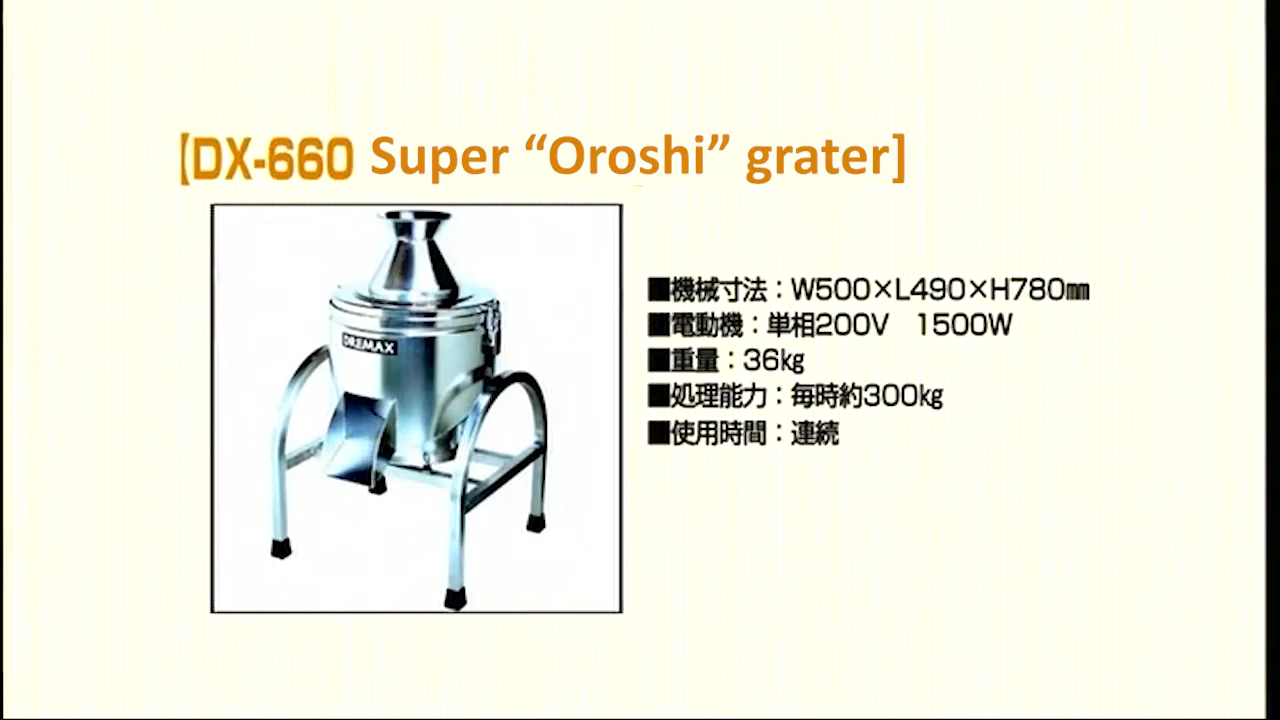 【DX-660 Super “Oroshi” grater]
DREMAX
■機械寸法：W500×L490×H780㎜
■電動機：単相200V　1500W
■重量：36㎏
■処理能力：毎時約300㎏
■使用時間：連続